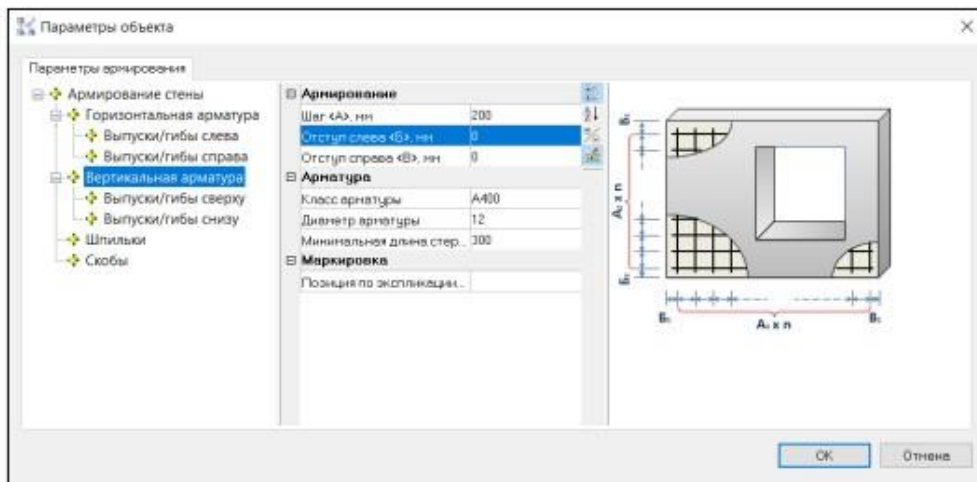 Параметры объекта
Параметры армирования
Армирование стены
Горизонтальная арматура
Выпуски/гибы слева
Выпуски/гибы справа
Вертикальная арматура
Выпуски/гибы сверху
Выпуски/гибы снизу
Шпильки
Скобы
Армирование
Шаг <А>, мм 200
Отступ слева <Б>, мм 0
Отступ справа <В>, мм 0
Арматура
Класс арматуры А400
Диаметр арматуры 12
Минимальная длина стер... 300
Маркировка
Позиция по экспликации...
А₂ x n
А₁ x n
OK Отмена